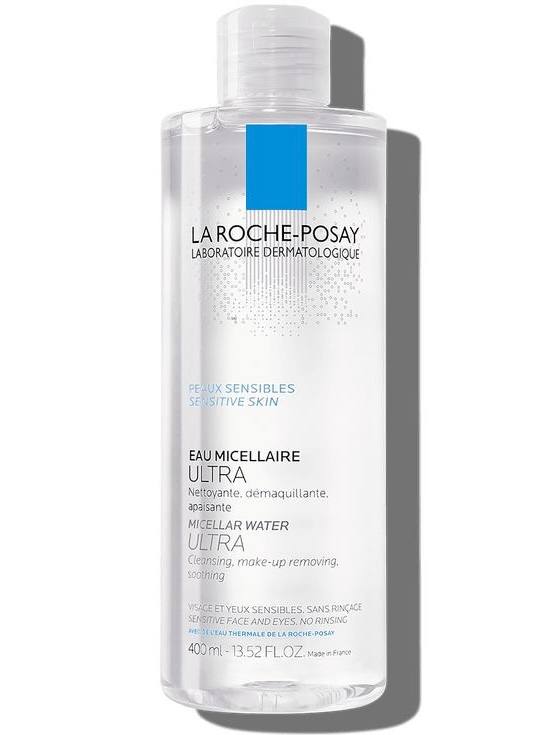 LA ROCHE-POSAY
LABORATOIRE DERMATOLOGIQUE
PEAUX SENSIBLES
SENSITIVE SKIN
EAU MICELLAIRE
ULTRA
Nettoyante, démaquillante,
apaisante
MICELLAR WATER
ULTRA
Cleansing, make-up removing,
soothing
VISAGE ET YEUX SENSIBLES. SANS RINÇAGE
SENSITIVE FACE AND EYES. NO RINSING
AVEC DE L'EAU THERMALE DE LA ROCHE-POSAY
400 ml - 13.52 FL.OZ. Made in France